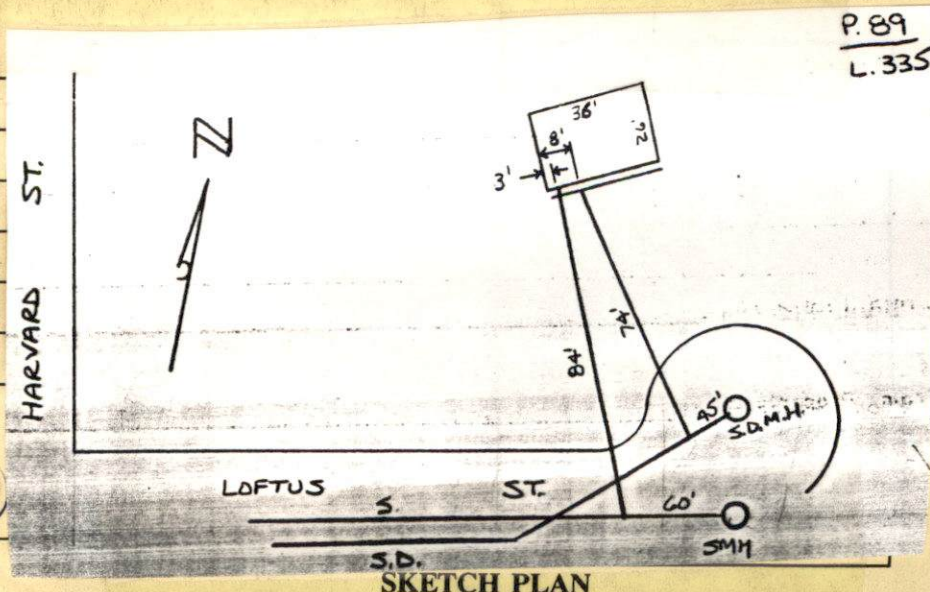 P. 89
L. 335
N
HARVARD ST.
36'
8'
26'
3'
84'
74'
45'
S.D.M.H.
LOFTUS ST.
S.
60'
S.D.
SMH
SKETCH PLAN